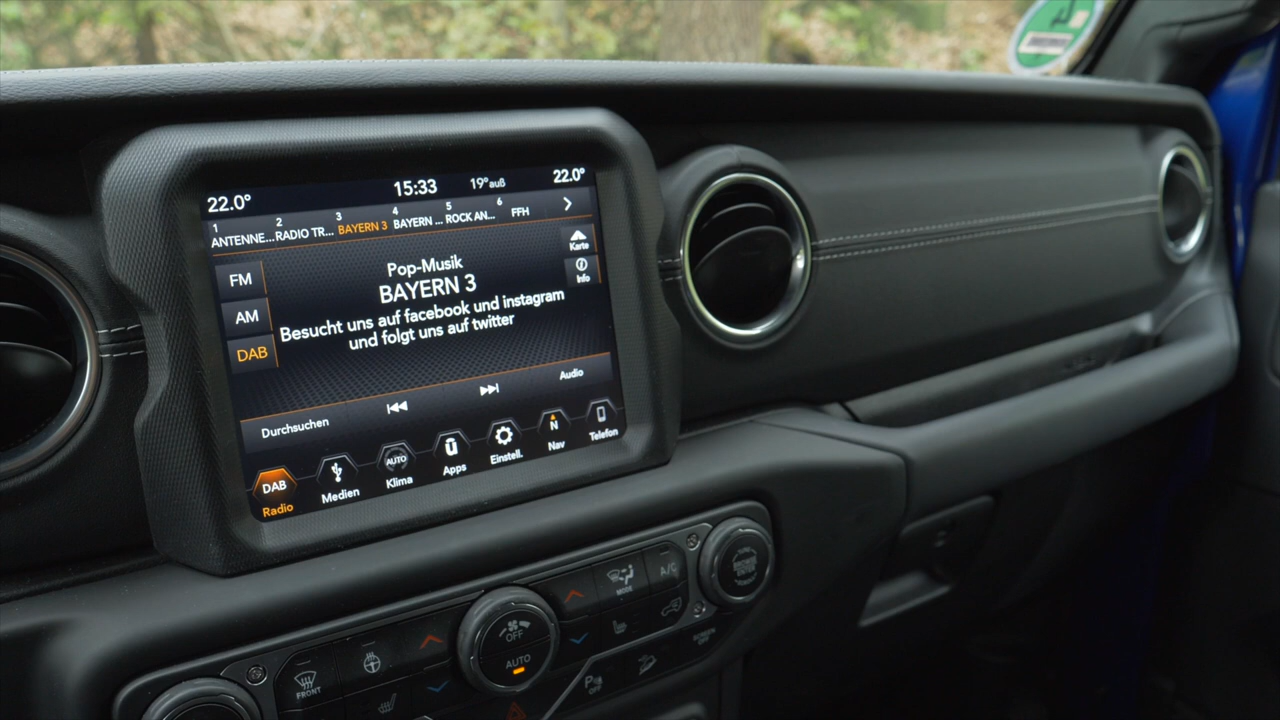 22.0° 15:33 19°auß 22.0°
1 2 3 4 5 6
ANTENNE... RADIO TR... BAYERN 3 BAYERN ... ROCK AN... FFH
Karte
Info
FM
AM
DAB
Pop-Musik
BAYERN 3
Besucht uns auf facebook und instagram
und folgt uns auf twitter
Durchsuchen Audio
DAB AUTO N
Radio Medien Klima Apps Einstell. Nav Telefon
MODE A/C
OFF
AUTO
FRONT
SCREEN OFF
P OFF